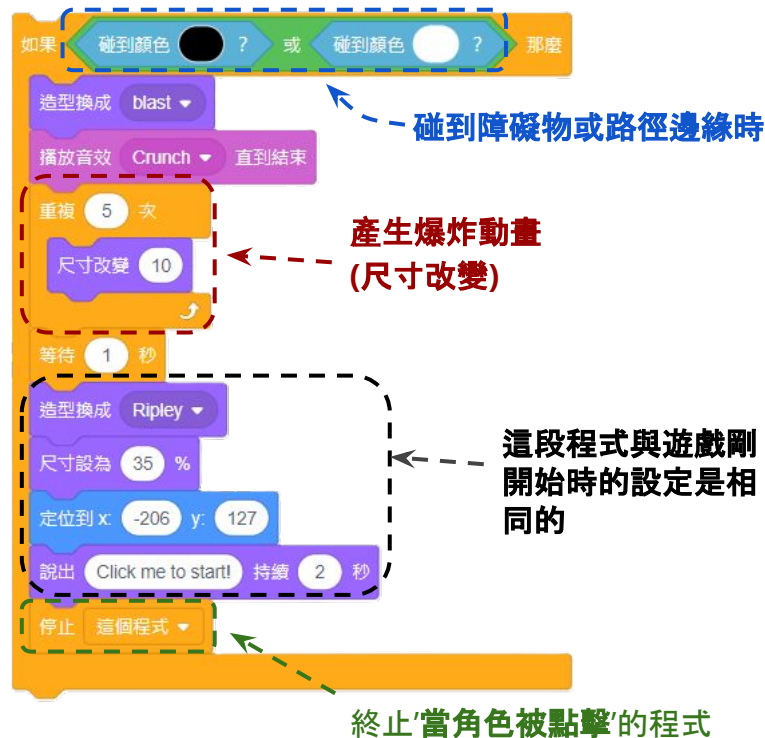 如果 碰到顏色 ? 或 碰到顏色 ? 那麼
造型換成 blast
碰到障礙物或路徑邊緣時
播放音效 Crunch 直到結束
重複 5 次
尺寸改變 10
產生爆炸動畫
(尺寸改變)
等待 1 秒
造型換成 Ripley
尺寸設為 35 %
定位到 x: -206 y: 127
說出 Click me to start! 持續 2 秒
這段程式與遊戲剛
開始時的設定是相
同的
停止 這個程式
終止'當角色被點擊'的程式